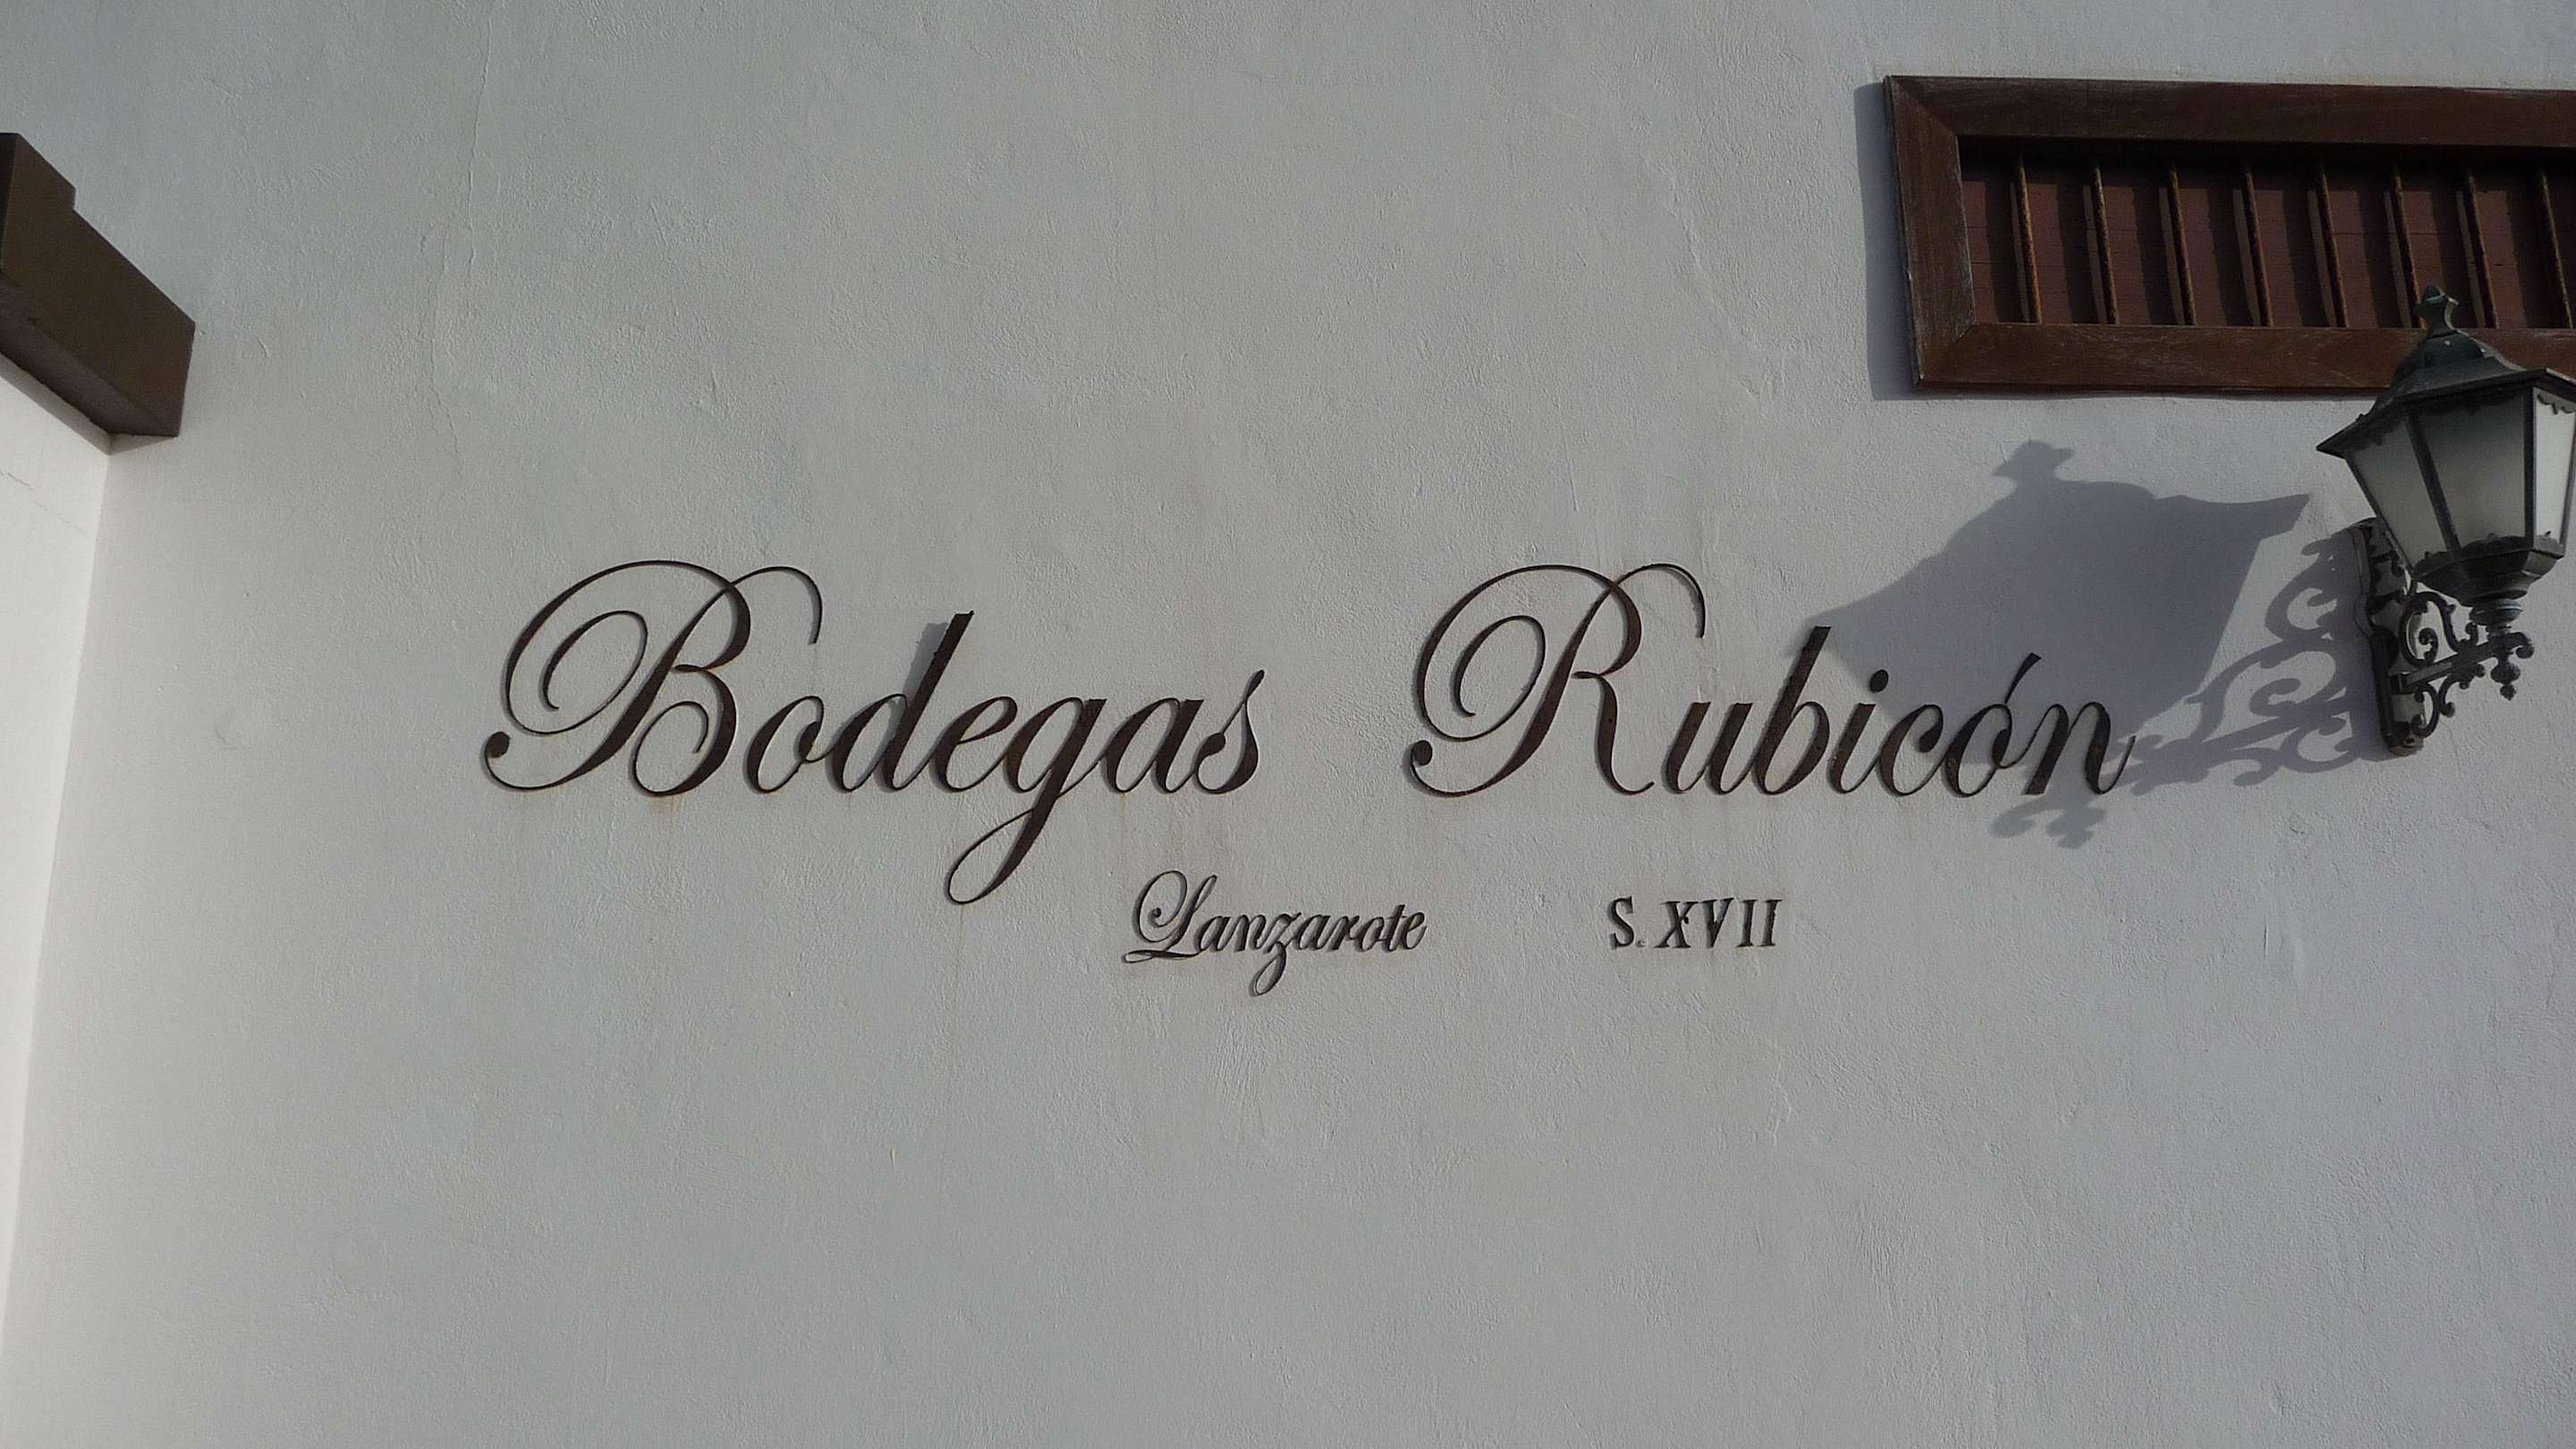 Bodegas Rubicón
Lanzarote S. XVII